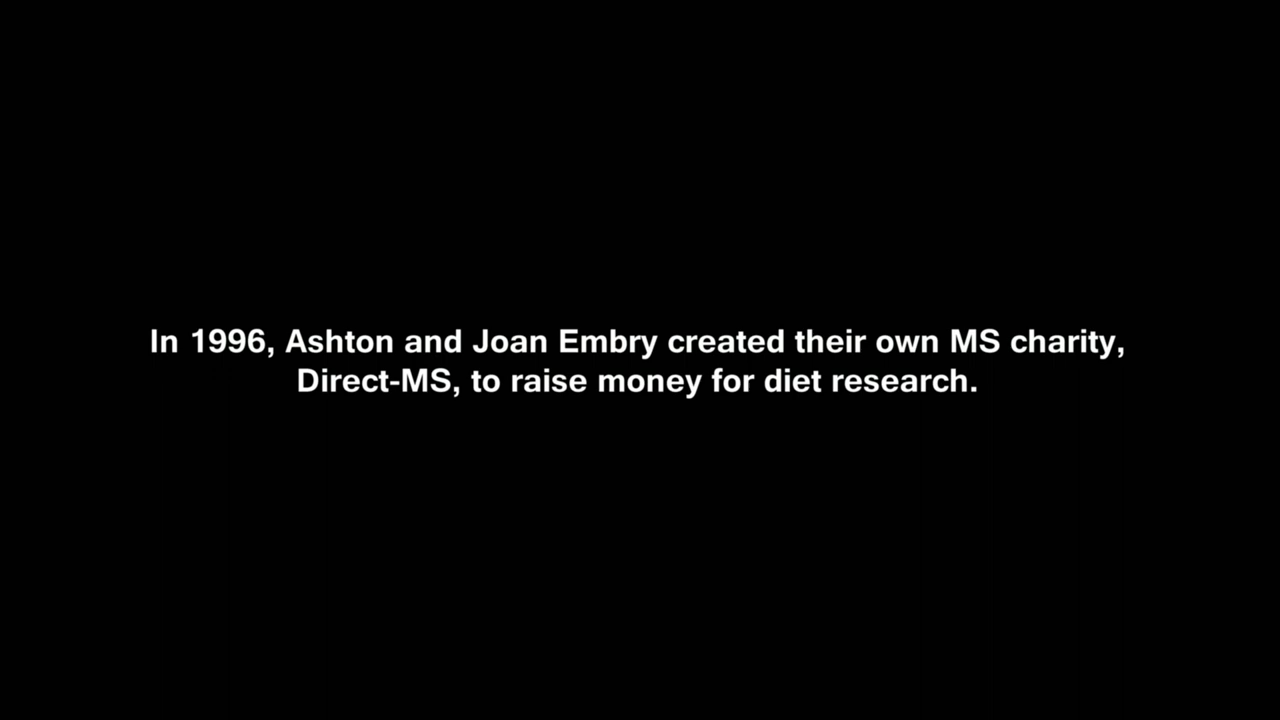 In 1996, Ashton and Joan Embry created their own MS charity,
Direct-MS, to raise money for diet research.